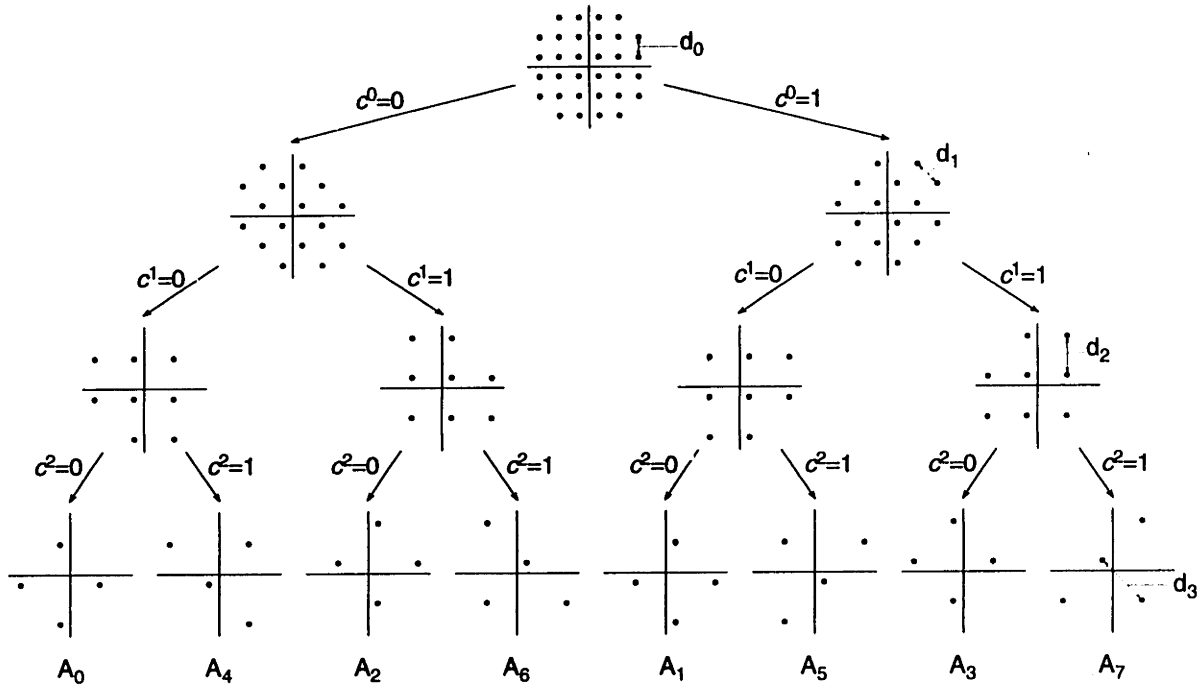 d₀
c⁰=0 c⁰=1
d₁
c¹=0 c¹=1 c¹=0 c¹=1
d₂
c²=0 c²=1 c²=0 c²=1 c²=0 c²=1 c²=0 c²=1
d₃
A₀ A₄ A₂ A₆ A₁ A₅ A₃ A₇